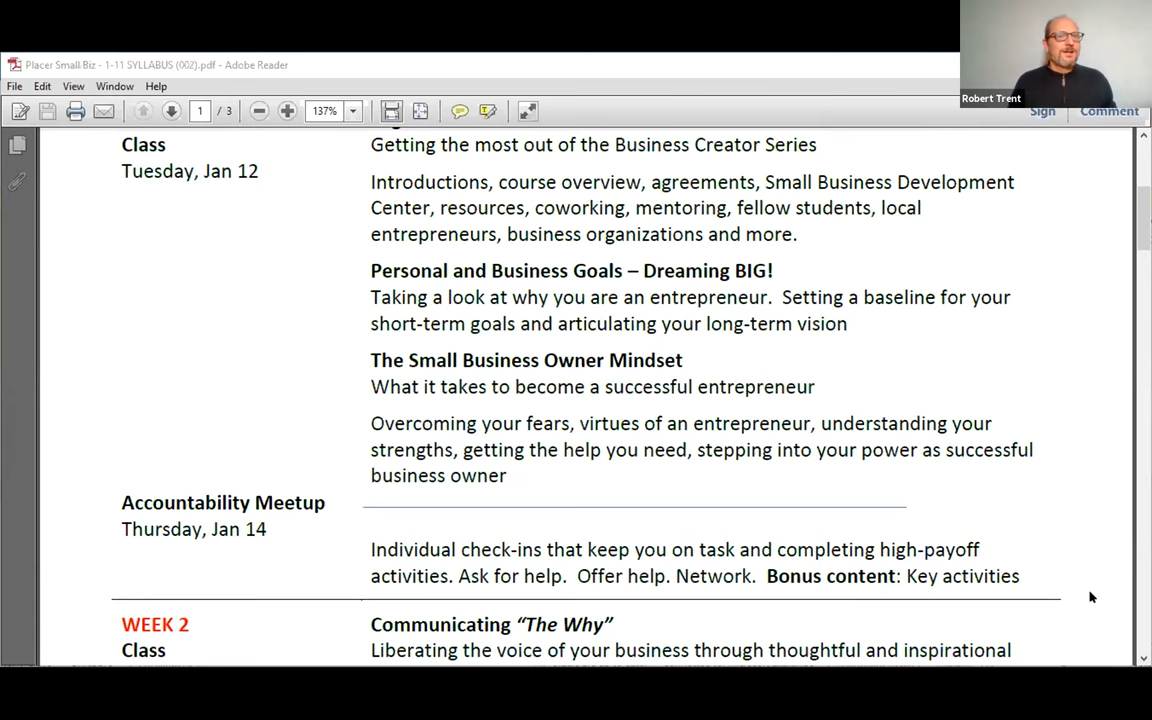 Placer Small Biz - 1-11 SYLLABUS (002).pdf - Adobe Reader
File Edit View Window Help
1 / 3 137%
Sign Comment
Robert Trent
Class
Tuesday, Jan 12
Getting the most out of the Business Creator Series
Introductions, course overview, agreements, Small Business Development
Center, resources, coworking, mentoring, fellow students, local
entrepreneurs, business organizations and more.
Personal and Business Goals – Dreaming BIG!
Taking a look at why you are an entrepreneur.  Setting a baseline for your
short-term goals and articulating your long-term vision
The Small Business Owner Mindset
What it takes to become a successful entrepreneur
Overcoming your fears, virtues of an entrepreneur, understanding your
strengths, getting the help you need, stepping into your power as successful
business owner
Accountability Meetup
Thursday, Jan 14
Individual check-ins that keep you on task and completing high-payoff
activities. Ask for help.  Offer help. Network.  Bonus content: Key activities
WEEK 2
Communicating “The Why”
Class
Liberating the voice of your business through thoughtful and inspirational